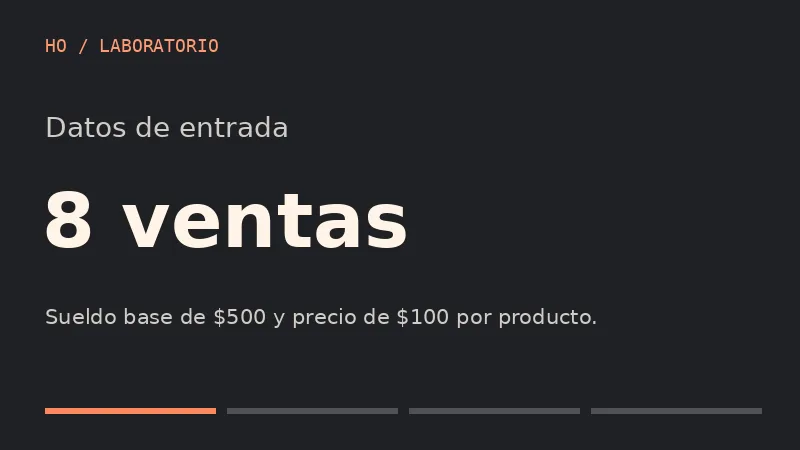 HO / LABORATORIO
Datos de entrada
8 ventas
Sueldo base de $500 y precio de $100 por producto.